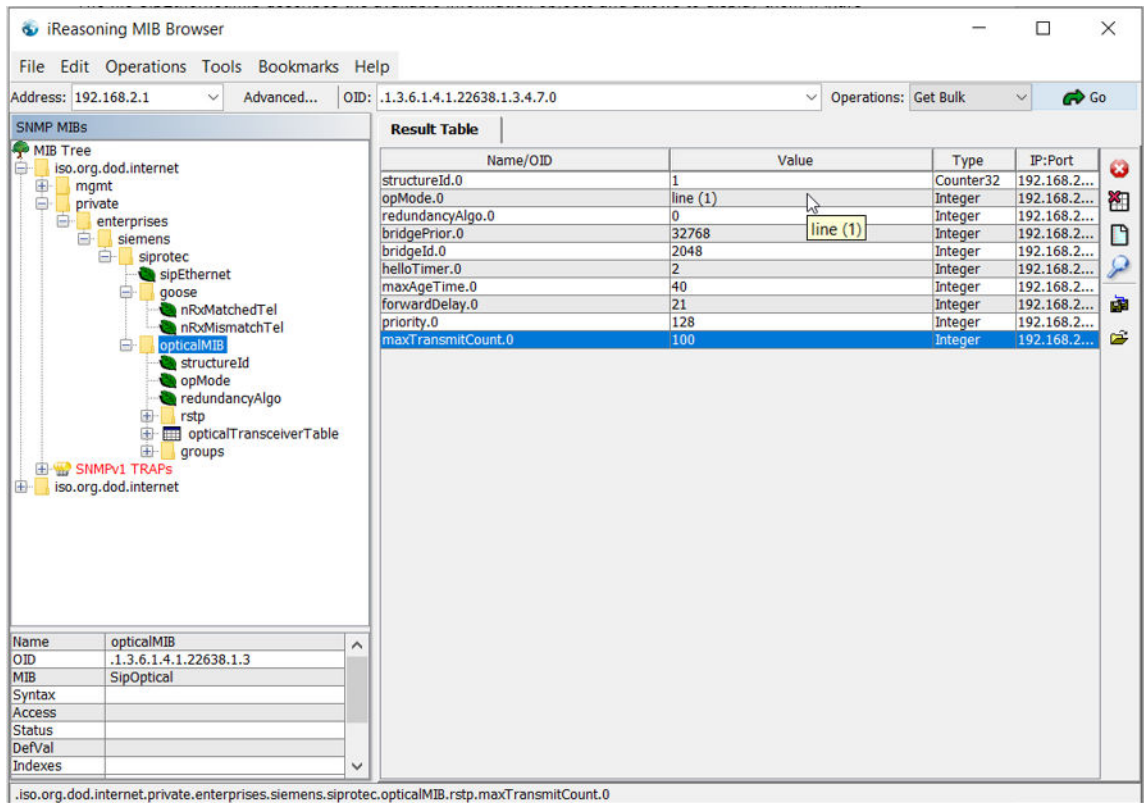 iReasoning MIB Browser
File Edit Operations Tools Bookmarks Help
Address: 192.168.2.1 Advanced... OID: .1.3.6.1.4.1.22638.1.3.4.7.0 Operations: Get Bulk Go
SNMP MIBs
MIB Tree
iso.org.dod.internet
mgmt
private
enterprises
siemens
siprotec
sipEthernet
goose
nRxMatchedTel
nRxMismatchTel
opticalMIB
structureId
opMode
redundancyAlgo
rstp
opticalTransceiverTable
groups
SNMPv1 TRAPs
iso.org.dod.internet
Name opticalMIB
OID .1.3.6.1.4.1.22638.1.3
MIB SipOptical
Syntax
Access
Status
DefVal
Indexes
Result Table
Name/OID Value Type IP:Port
structureId.0 1 Counter32 192.168.2...
opMode.0 line (1) Integer 192.168.2...
redundancyAlgo.0 0 Integer 192.168.2...
line (1)
bridgePrior.0 32768 Integer 192.168.2...
bridgeId.0 2048 Integer 192.168.2...
helloTimer.0 2 Integer 192.168.2...
maxAgeTime.0 40 Integer 192.168.2...
forwardDelay.0 21 Integer 192.168.2...
priority.0 128 Integer 192.168.2...
maxTransmitCount.0 100 Integer 192.168.2...
.iso.org.dod.internet.private.enterprises.siemens.siprotec.opticalMIB.rstp.maxTransmitCount.0